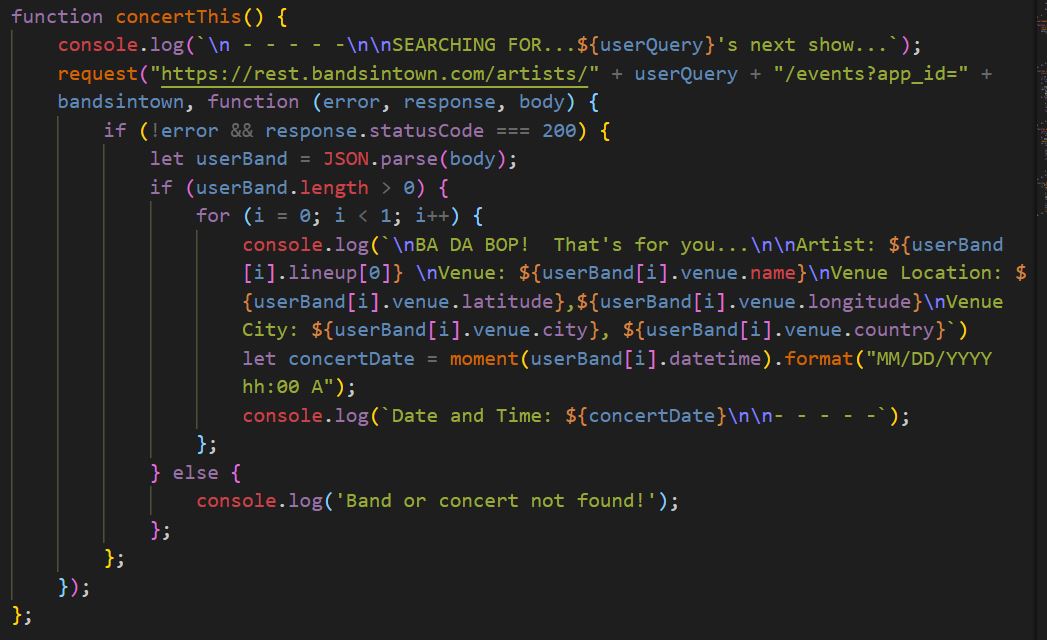 function concertThis() {
console.log(`\n - - - - -\n\nSEARCHING FOR...${userQuery}'s next show...`);
request("https://rest.bandsintown.com/artists/" + userQuery + "/events?app_id=" +
bandsintown, function (error, response, body) {
if (!error && response.statusCode === 200) {
let userBand = JSON.parse(body);
if (userBand.length > 0) {
for (i = 0; i < 1; i++) {
console.log(`\nBA DA BOP!  That's for you...\n\nArtist: ${userBand
[i].lineup[0]} \nVenue: ${userBand[i].venue.name}\nVenue Location: $
{userBand[i].venue.latitude},${userBand[i].venue.longitude}\nVenue
City: ${userBand[i].venue.city}, ${userBand[i].venue.country}`)
let concertDate = moment(userBand[i].datetime).format("MM/DD/YYYY
hh:00 A");
console.log(`Date and Time: ${concertDate}\n\n- - - - -`);
};
} else {
console.log('Band or concert not found!');
};
};
});
};